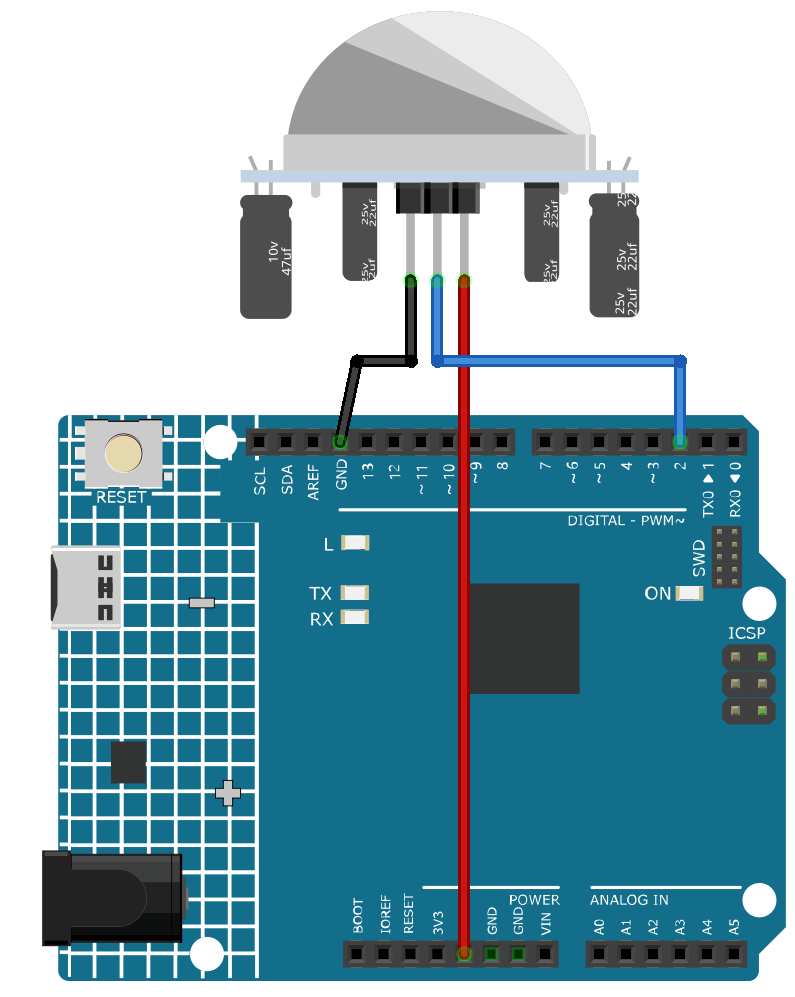 10v
47uf
25v
22uf
25v
22uf
25v
22uf
25v
22uf
25v
22uf
25v
22uf
25v
22uf
RESET
SCL
SDA
AREF
GND
13
12
~11
~10
~9
8
7
~6
~5
4
~3
2
TX0 ▶ 1
RX0 ◀ 0
DIGITAL - PWM~
L
TX
RX
SWD
ON
ICSP
POWER
ANALOG IN
BOOT
IOREF
RESET
3V3
GND
GND
VIN
A0
A1
A2
A3
A4
A5